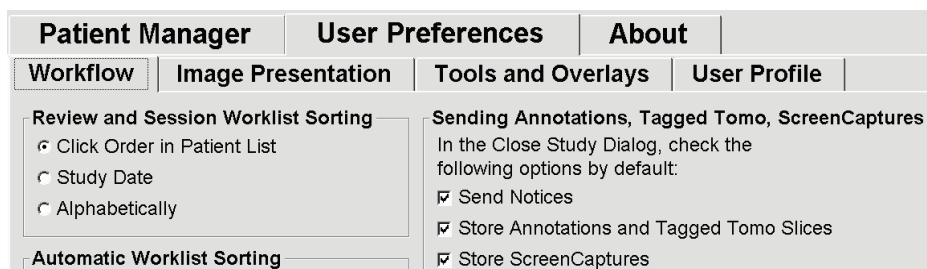 Patient Manager User Preferences About
Workflow Image Presentation Tools and Overlays User Profile
Review and Session Worklist Sorting
Click Order in Patient List
Study Date
Alphabetically
Automatic Worklist Sorting
Sending Annotations, Tagged Tomo, ScreenCaptures
In the Close Study Dialog, check the
following options by default:
Send Notices
Store Annotations and Tagged Tomo Slices
Store ScreenCaptures